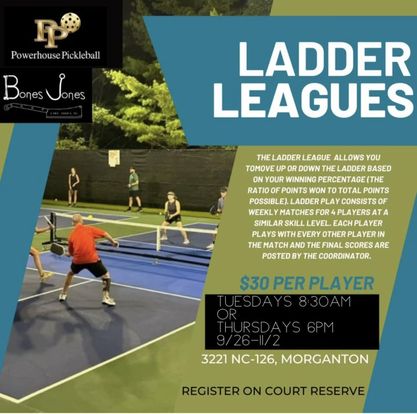 PP
Powerhouse Pickleball
Bones Jones
LADDER
LEAGUES
THE LADDER LEAGUE ALLOWS YOU
TOMOVE UP OR DOWN THE LADDER BASED
ON YOUR WINNING PERCENTAGE (THE
RATIO OF POINTS WON TO TOTAL POINTS
POSSIBLE). LADDER PLAY CONSISTS OF
WEEKLY MATCHES FOR 4 PLAYERS AT A
SIMILAR SKILL LEVEL. EACH PLAYER
PLAYS WITH EVERY OTHER PLAYER IN
THE MATCH AND THE FINAL SCORES ARE
POSTED BY THE COORDINATOR.
$30 PER PLAYER
TUESDAYS 8:30AM
OR
THURSDAYS 6PM
9/26-11/2
3221 NC-126, MORGANTON
REGISTER ON COURT RESERVE